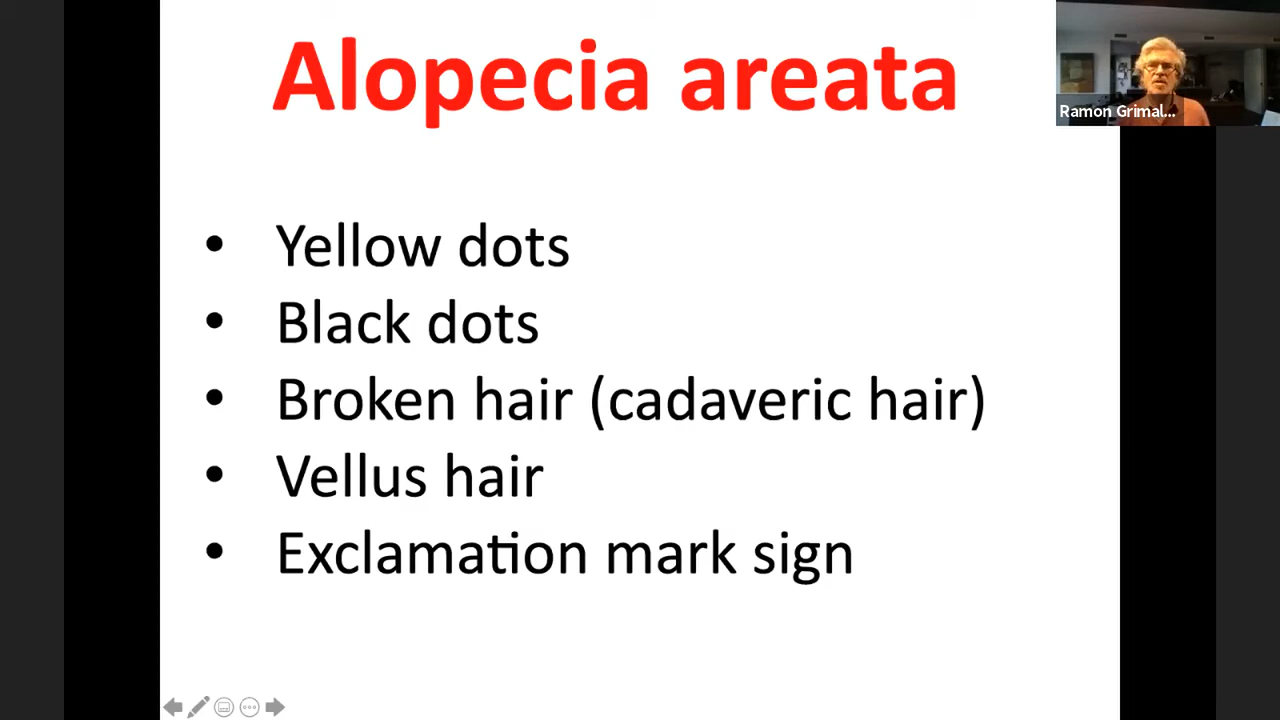 Alopecia areata
Ramon Grimal...
• Yellow dots
• Black dots
• Broken hair (cadaveric hair)
• Vellus hair
• Exclamation mark sign